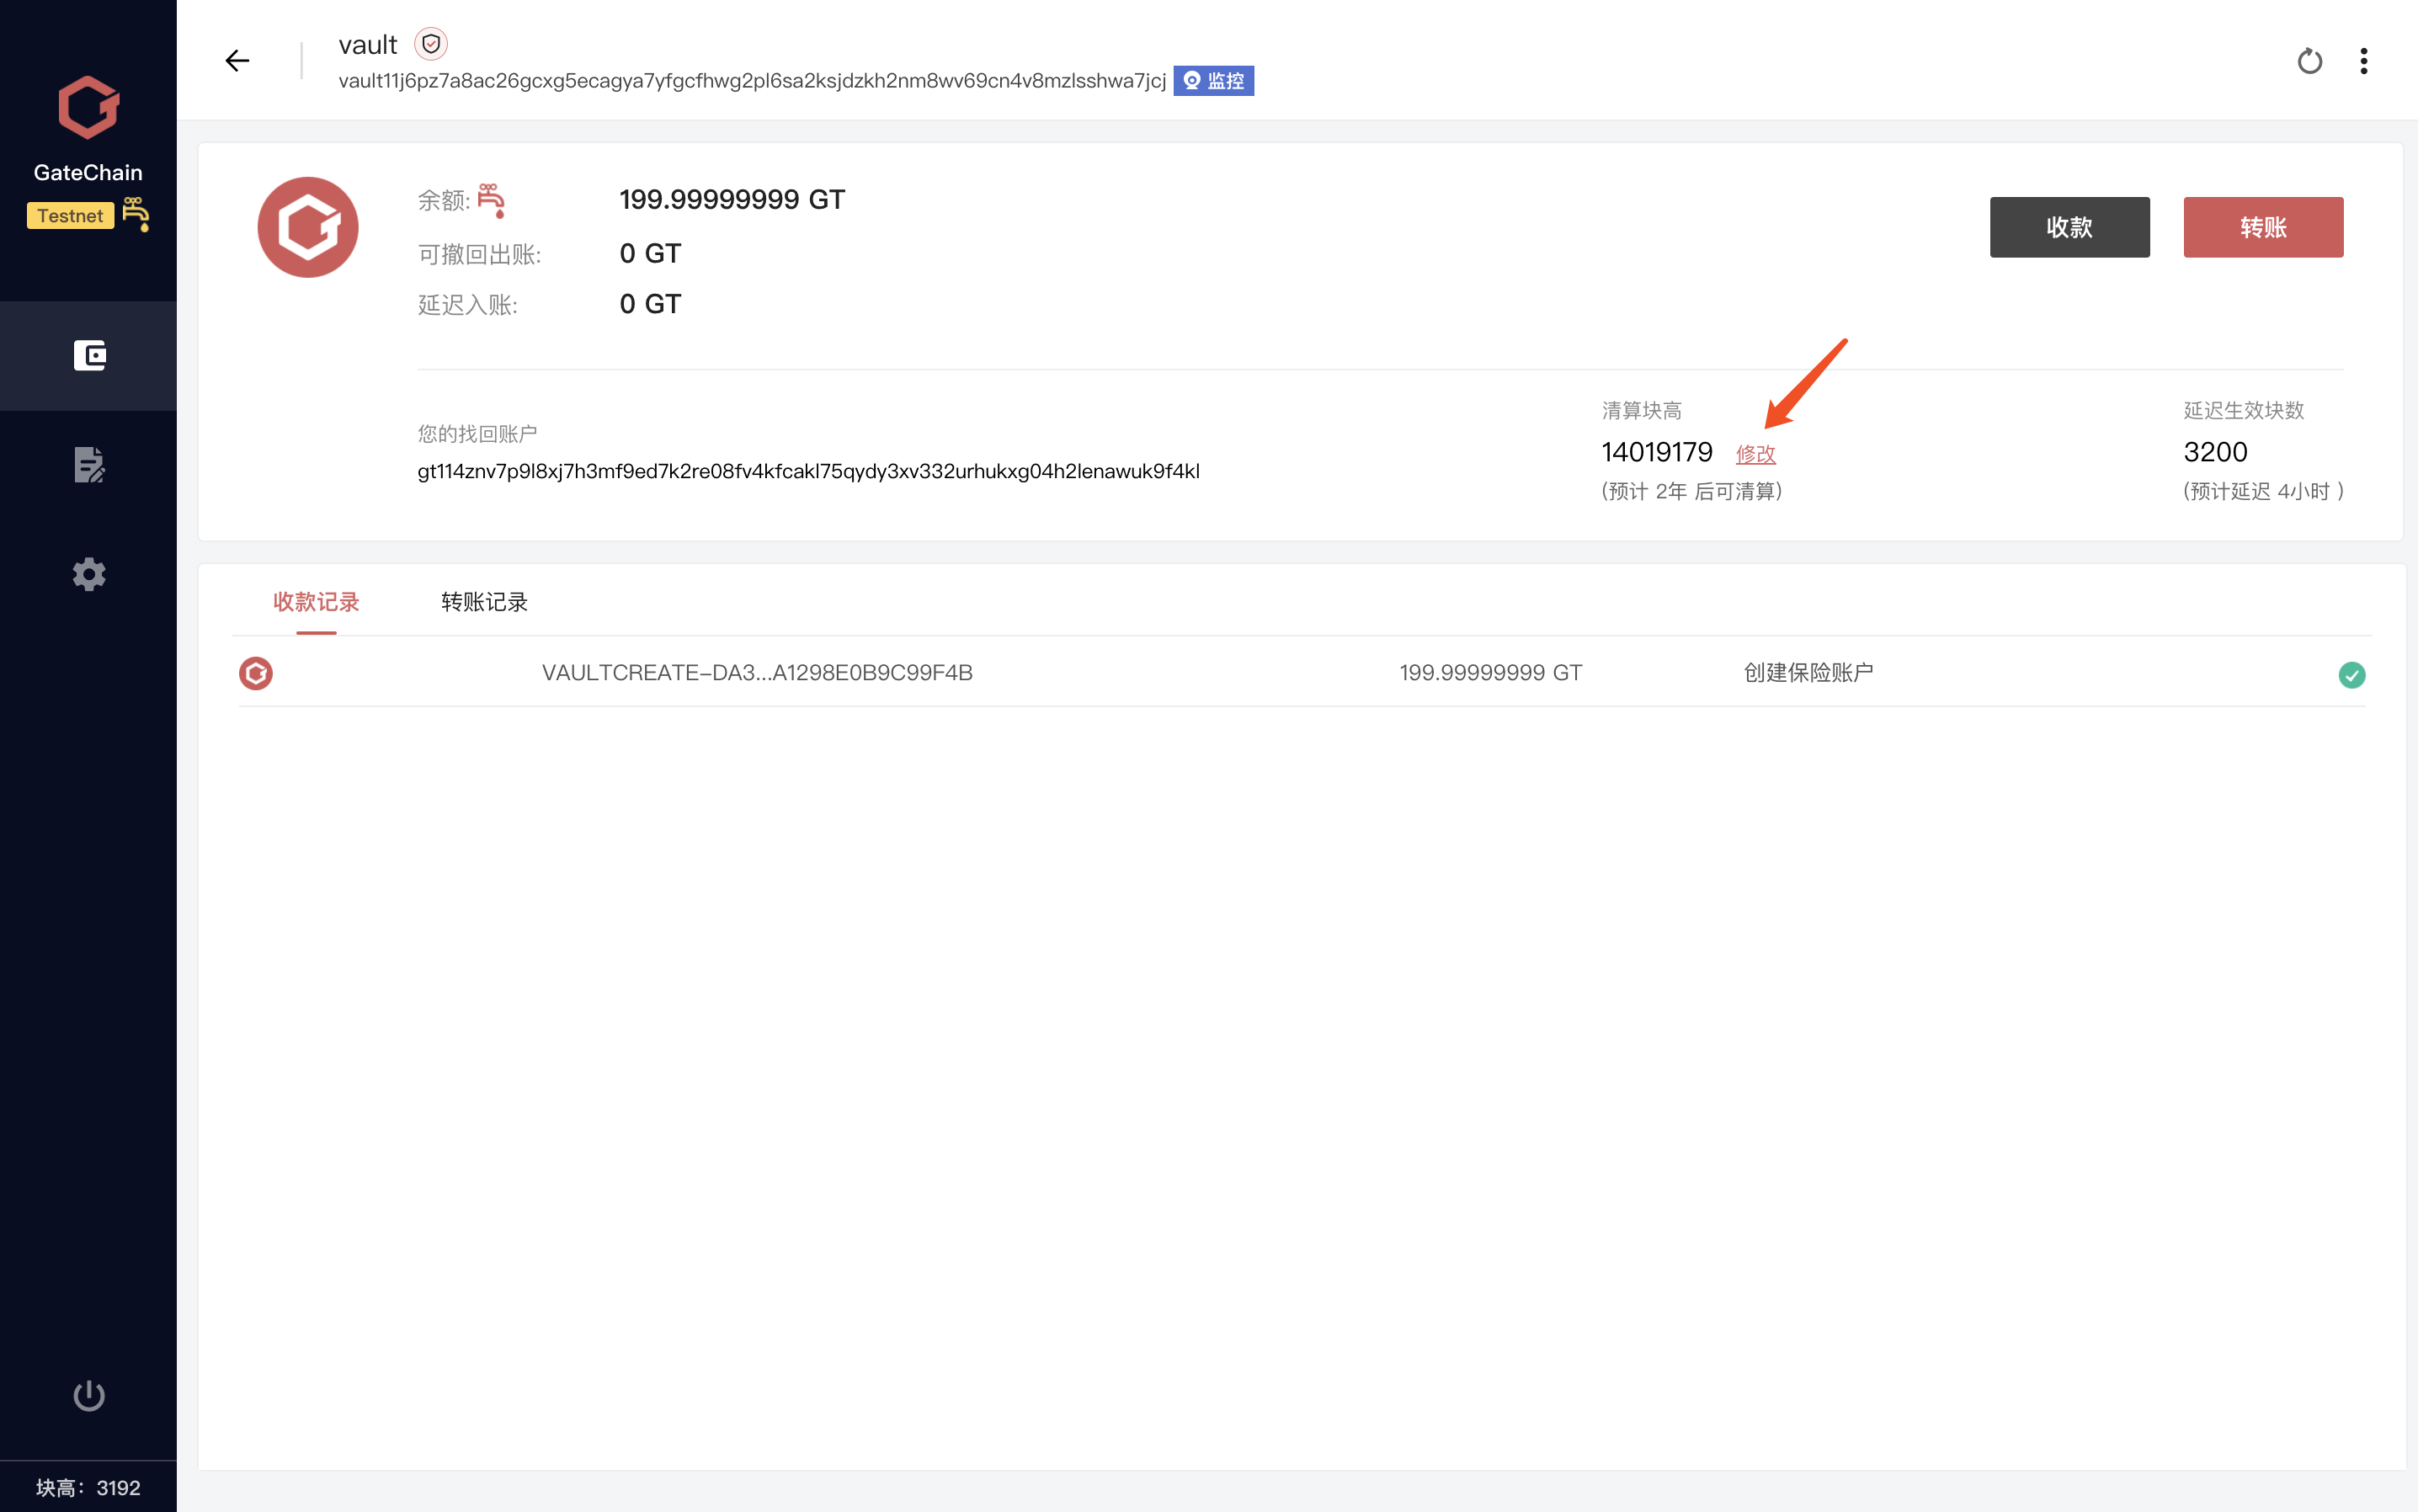 GateChain
Testnet
块高：3192
vault
vault11j6pz7a8ac26gcxg5ecagya7yfgcfhwg2pl6sa2ksjdzkh2nm8wv69cn4v8mzlsshwa7jcj 监控
余额: 199.99999999 GT
可撤回出账: 0 GT
延迟入账: 0 GT
收款 转账
您的找回账户
gt114znv7p9l8xj7h3mf9ed7k2re08fv4kfcakl75qydy3xv332urhukxg04h2lenawuk9f4kl
清算块高
14019179 修改
(预计 2年 后可清算)
延迟生效块数
3200
(预计延迟 4小时 )
收款记录 转账记录
VAULTCREATE-DA3...A1298E0B9C99F4B 199.99999999 GT 创建保险账户